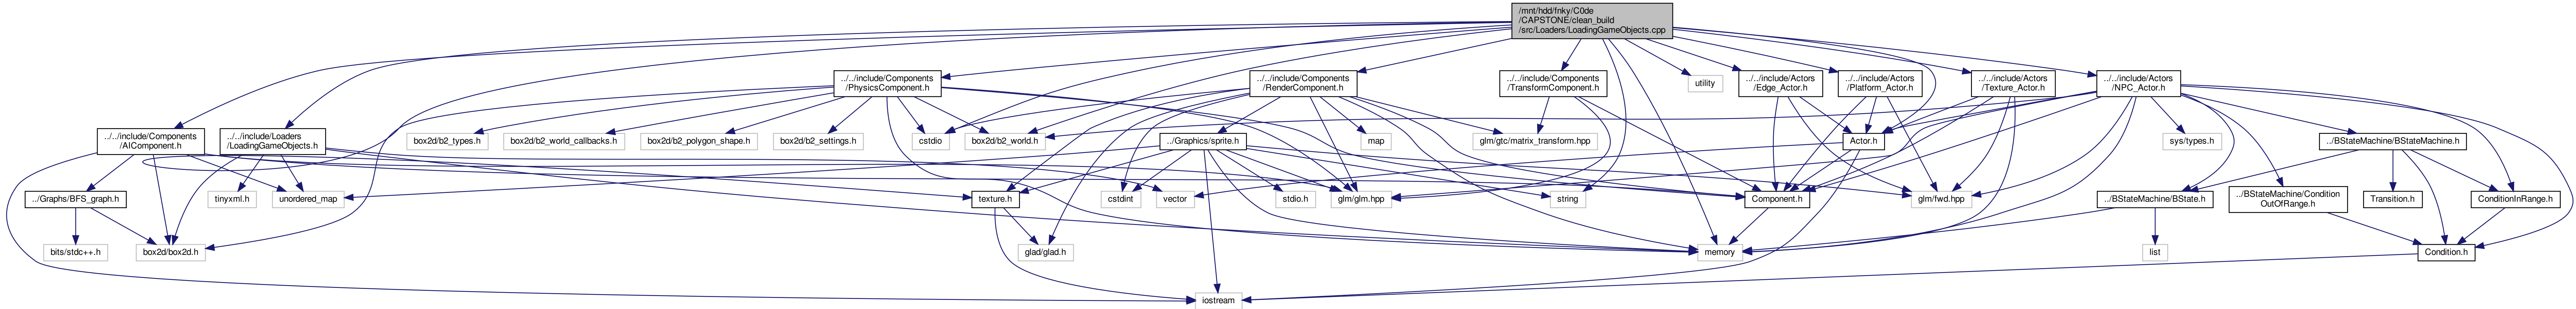 /mnt/hdd/fnky/C0de
/CAPSTONE/clean_build
/src/Loaders/LoadingGameObjects.cpp
../../include/Components
/PhysicsComponent.h
../../include/Components
/RenderComponent.h
../../include/Components
/TransformComponent.h
utility
../../include/Actors
/Edge_Actor.h
../../include/Actors
/Platform_Actor.h
../../include/Actors
/Texture_Actor.h
../../include/Actors
/NPC_Actor.h
../../include/Components
/AIComponent.h
../../include/Loaders
/LoadingGameObjects.h
box2d/b2_types.h
box2d/b2_world_callbacks.h
box2d/b2_polygon_shape.h
box2d/b2_settings.h
cstdio
box2d/b2_world.h
../Graphics/sprite.h
map
glm/gtc/matrix_transform.hpp
Actor.h
sys/types.h
../BStateMachine/BStateMachine.h
../Graphs/BFS_graph.h
tinyxml.h
unordered_map
texture.h
cstdint
vector
stdio.h
glm/glm.hpp
string
Component.h
glm/fwd.hpp
../BStateMachine/BState.h
../BStateMachine/Condition
OutOfRange.h
Transition.h
ConditionInRange.h
bits/stdc++.h
box2d/box2d.h
glad/glad.h
memory
list
Condition.h
iostream